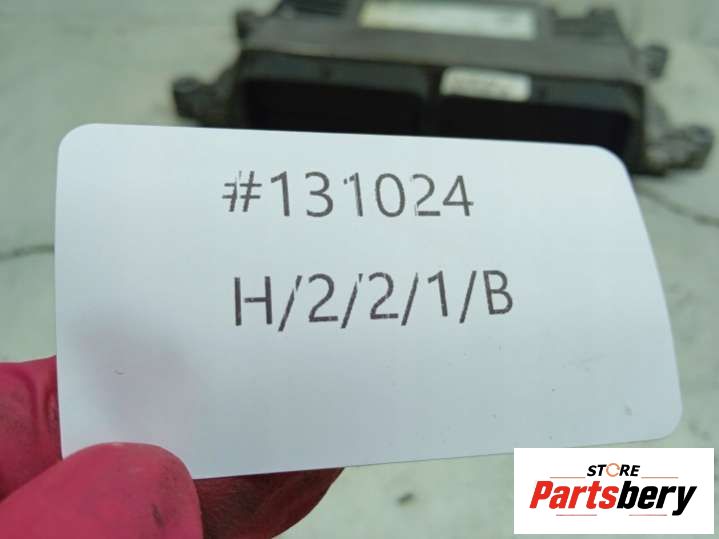 #131024
H/2/2/1/B
STORE
Partsbery